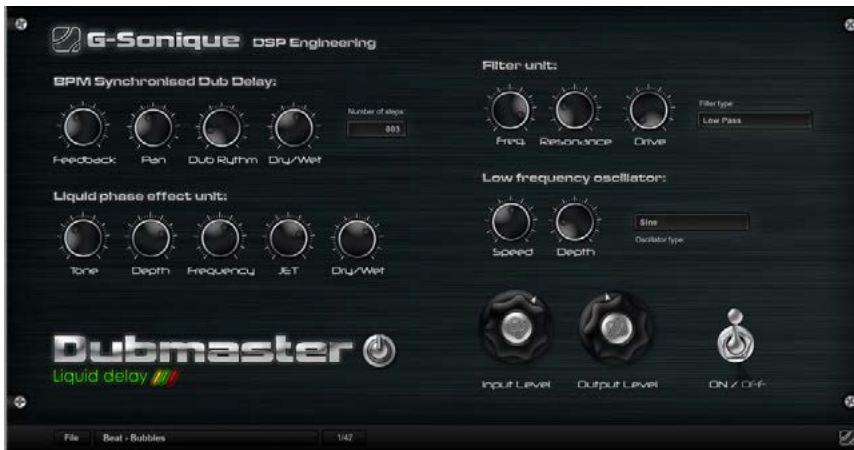 G-Sonique DSP Engineering
BPM Synchronised Dub Delay:
Number of steps:
003
Feedback Pan Dub Rythm Dry/Wet
Liquid phase effect unit:
Tone Depth Frequency JET Dry/Wet
Filter unit:
Filter type:
Low Pass
Freq. Resonance Drive
Low frequency oscillator:
Sine
Oscillator type:
Speed Depth
Dubmaster
Liquid delay
Input Level Output Level ON / OFF
File Beat - Bubbles 1/42